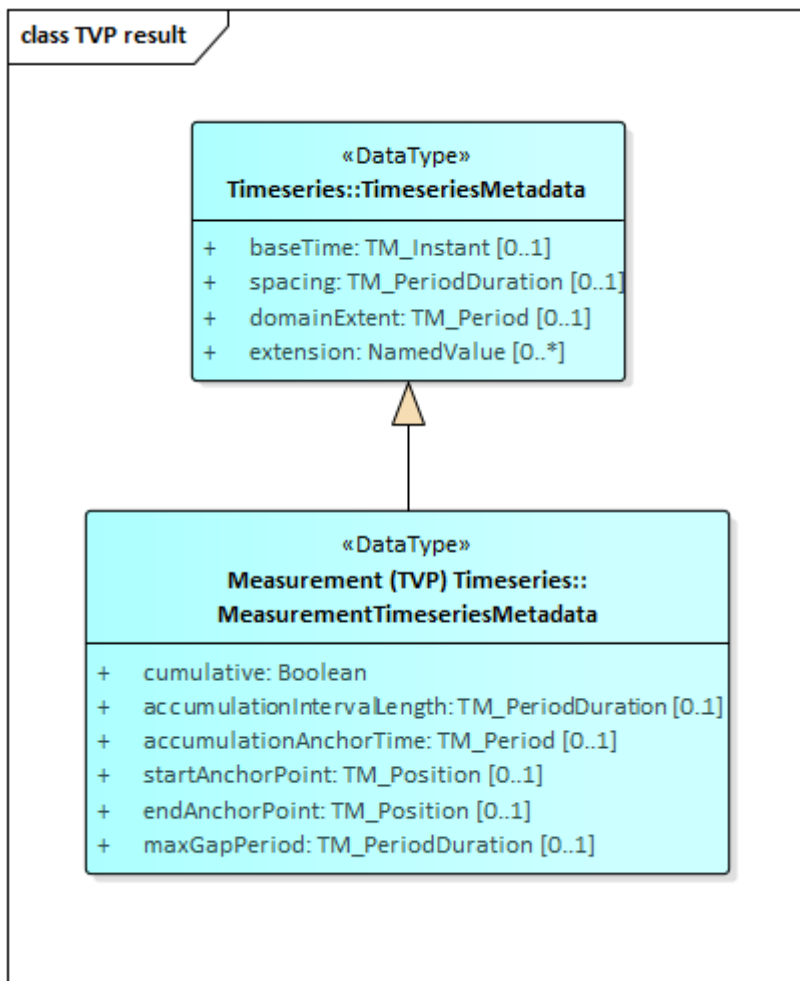 class TVP result
«DataType»
Timeseries::TimeseriesMetadata
+ baseTime: TM_Instant [0..1]
+ spacing: TM_PeriodDuration [0..1]
+ domainExtent: TM_Period [0..1]
+ extension: NamedValue [0..*]
«DataType»
Measurement (TVP) Timeseries::
MeasurementTimeseriesMetadata
+ cumulative: Boolean
+ accumulationIntervalLength: TM_PeriodDuration [0..1]
+ accumulationAnchorTime: TM_Period [0..1]
+ startAnchorPoint: TM_Position [0..1]
+ endAnchorPoint: TM_Position [0..1]
+ maxGapPeriod: TM_PeriodDuration [0..1]